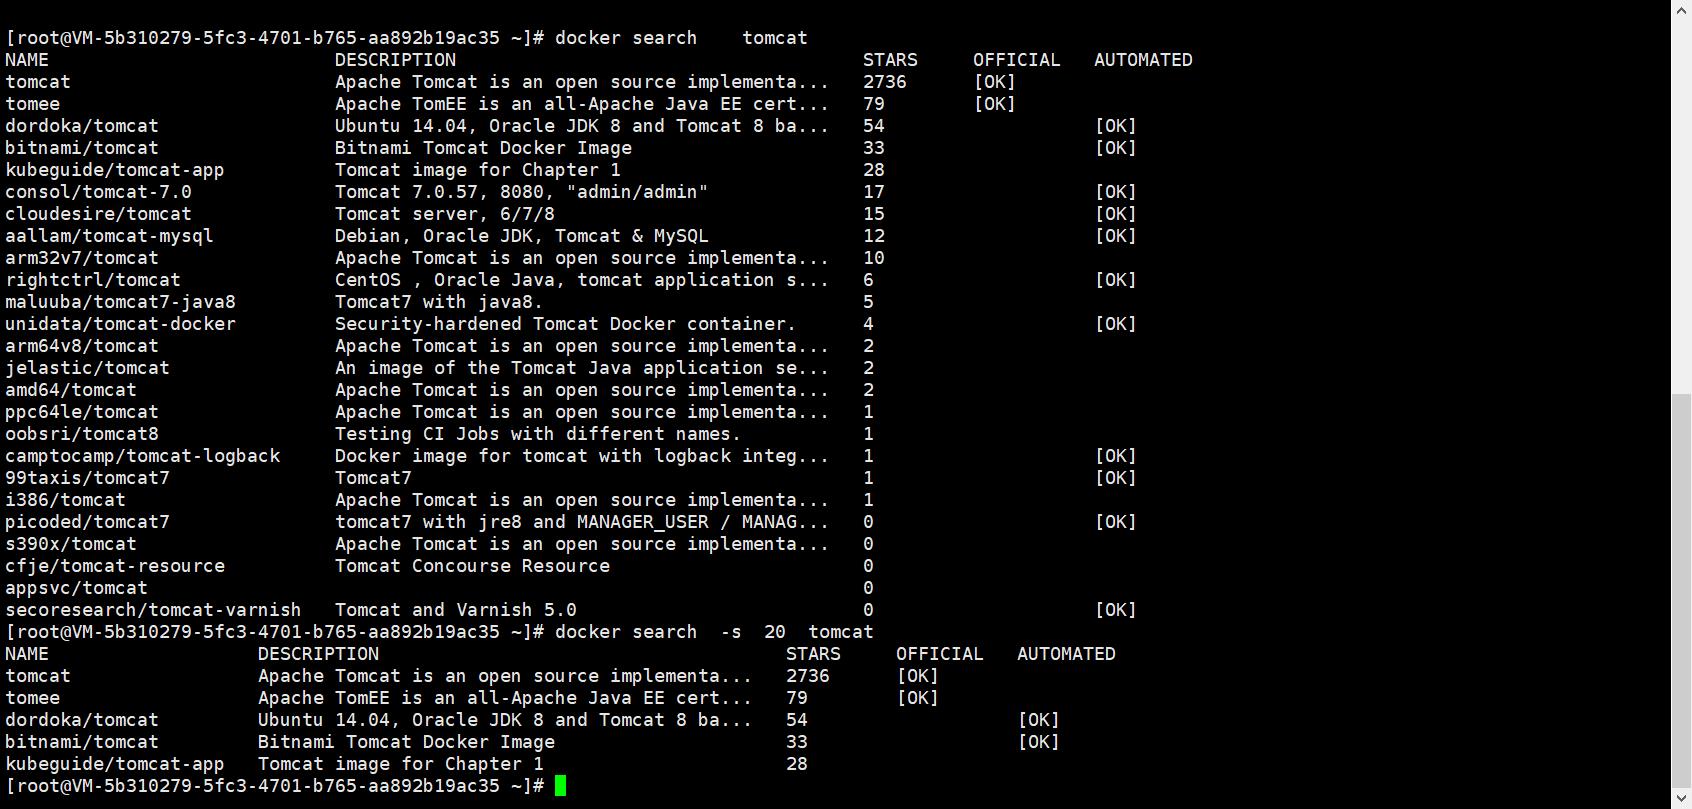 [root@VM-5b310279-5fc3-4701-b765-aa892b19ac35 ~]# docker search    tomcat
NAME                          DESCRIPTION                                     STARS     OFFICIAL   AUTOMATED
tomcat                        Apache Tomcat is an open source implementa...   2736      [OK]
tomee                         Apache TomEE is an all-Apache Java EE cert...   79        [OK]
dordoka/tomcat                Ubuntu 14.04, Oracle JDK 8 and Tomcat 8 ba...   54                   [OK]
bitnami/tomcat                Bitnami Tomcat Docker Image                     33                   [OK]
kubeguide/tomcat-app          Tomcat image for Chapter 1                      28
consol/tomcat-7.0             Tomcat 7.0.57, 8080, "admin/admin"              17                   [OK]
cloudesire/tomcat             Tomcat server, 6/7/8                            15                   [OK]
aallam/tomcat-mysql           Debian, Oracle JDK, Tomcat & MySQL              12                   [OK]
arm32v7/tomcat                Apache Tomcat is an open source implementa...   10
rightctrl/tomcat              CentOS , Oracle Java, tomcat application s...   6                    [OK]
maluuba/tomcat7-java8         Tomcat7 with java8.                             5
unidata/tomcat-docker         Security-hardened Tomcat Docker container.      4                    [OK]
arm64v8/tomcat                Apache Tomcat is an open source implementa...   2
jelastic/tomcat               An image of the Tomcat Java application se...   2
amd64/tomcat                  Apache Tomcat is an open source implementa...   2
ppc64le/tomcat                Apache Tomcat is an open source implementa...   1
oobsri/tomcat8                Testing CI Jobs with different names.           1
camptocamp/tomcat-logback     Docker image for tomcat with logback integ...   1                    [OK]
99taxis/tomcat7               Tomcat7                                         1                    [OK]
i386/tomcat                   Apache Tomcat is an open source implementa...   1
picoded/tomcat7               tomcat7 with jre8 and MANAGER_USER / MANAG...   0                    [OK]
s390x/tomcat                  Apache Tomcat is an open source implementa...   0
cfje/tomcat-resource          Tomcat Concourse Resource                       0
appsvc/tomcat                                                                 0
secoresearch/tomcat-varnish   Tomcat and Varnish 5.0                          0                    [OK]
[root@VM-5b310279-5fc3-4701-b765-aa892b19ac35 ~]# docker search  -s  20  tomcat
NAME                   DESCRIPTION                                     STARS     OFFICIAL   AUTOMATED
tomcat                 Apache Tomcat is an open source implementa...   2736      [OK]
tomee                  Apache TomEE is an all-Apache Java EE cert...   79        [OK]
dordoka/tomcat         Ubuntu 14.04, Oracle JDK 8 and Tomcat 8 ba...   54                   [OK]
bitnami/tomcat         Bitnami Tomcat Docker Image                     33                   [OK]
kubeguide/tomcat-app   Tomcat image for Chapter 1                      28
[root@VM-5b310279-5fc3-4701-b765-aa892b19ac35 ~]#